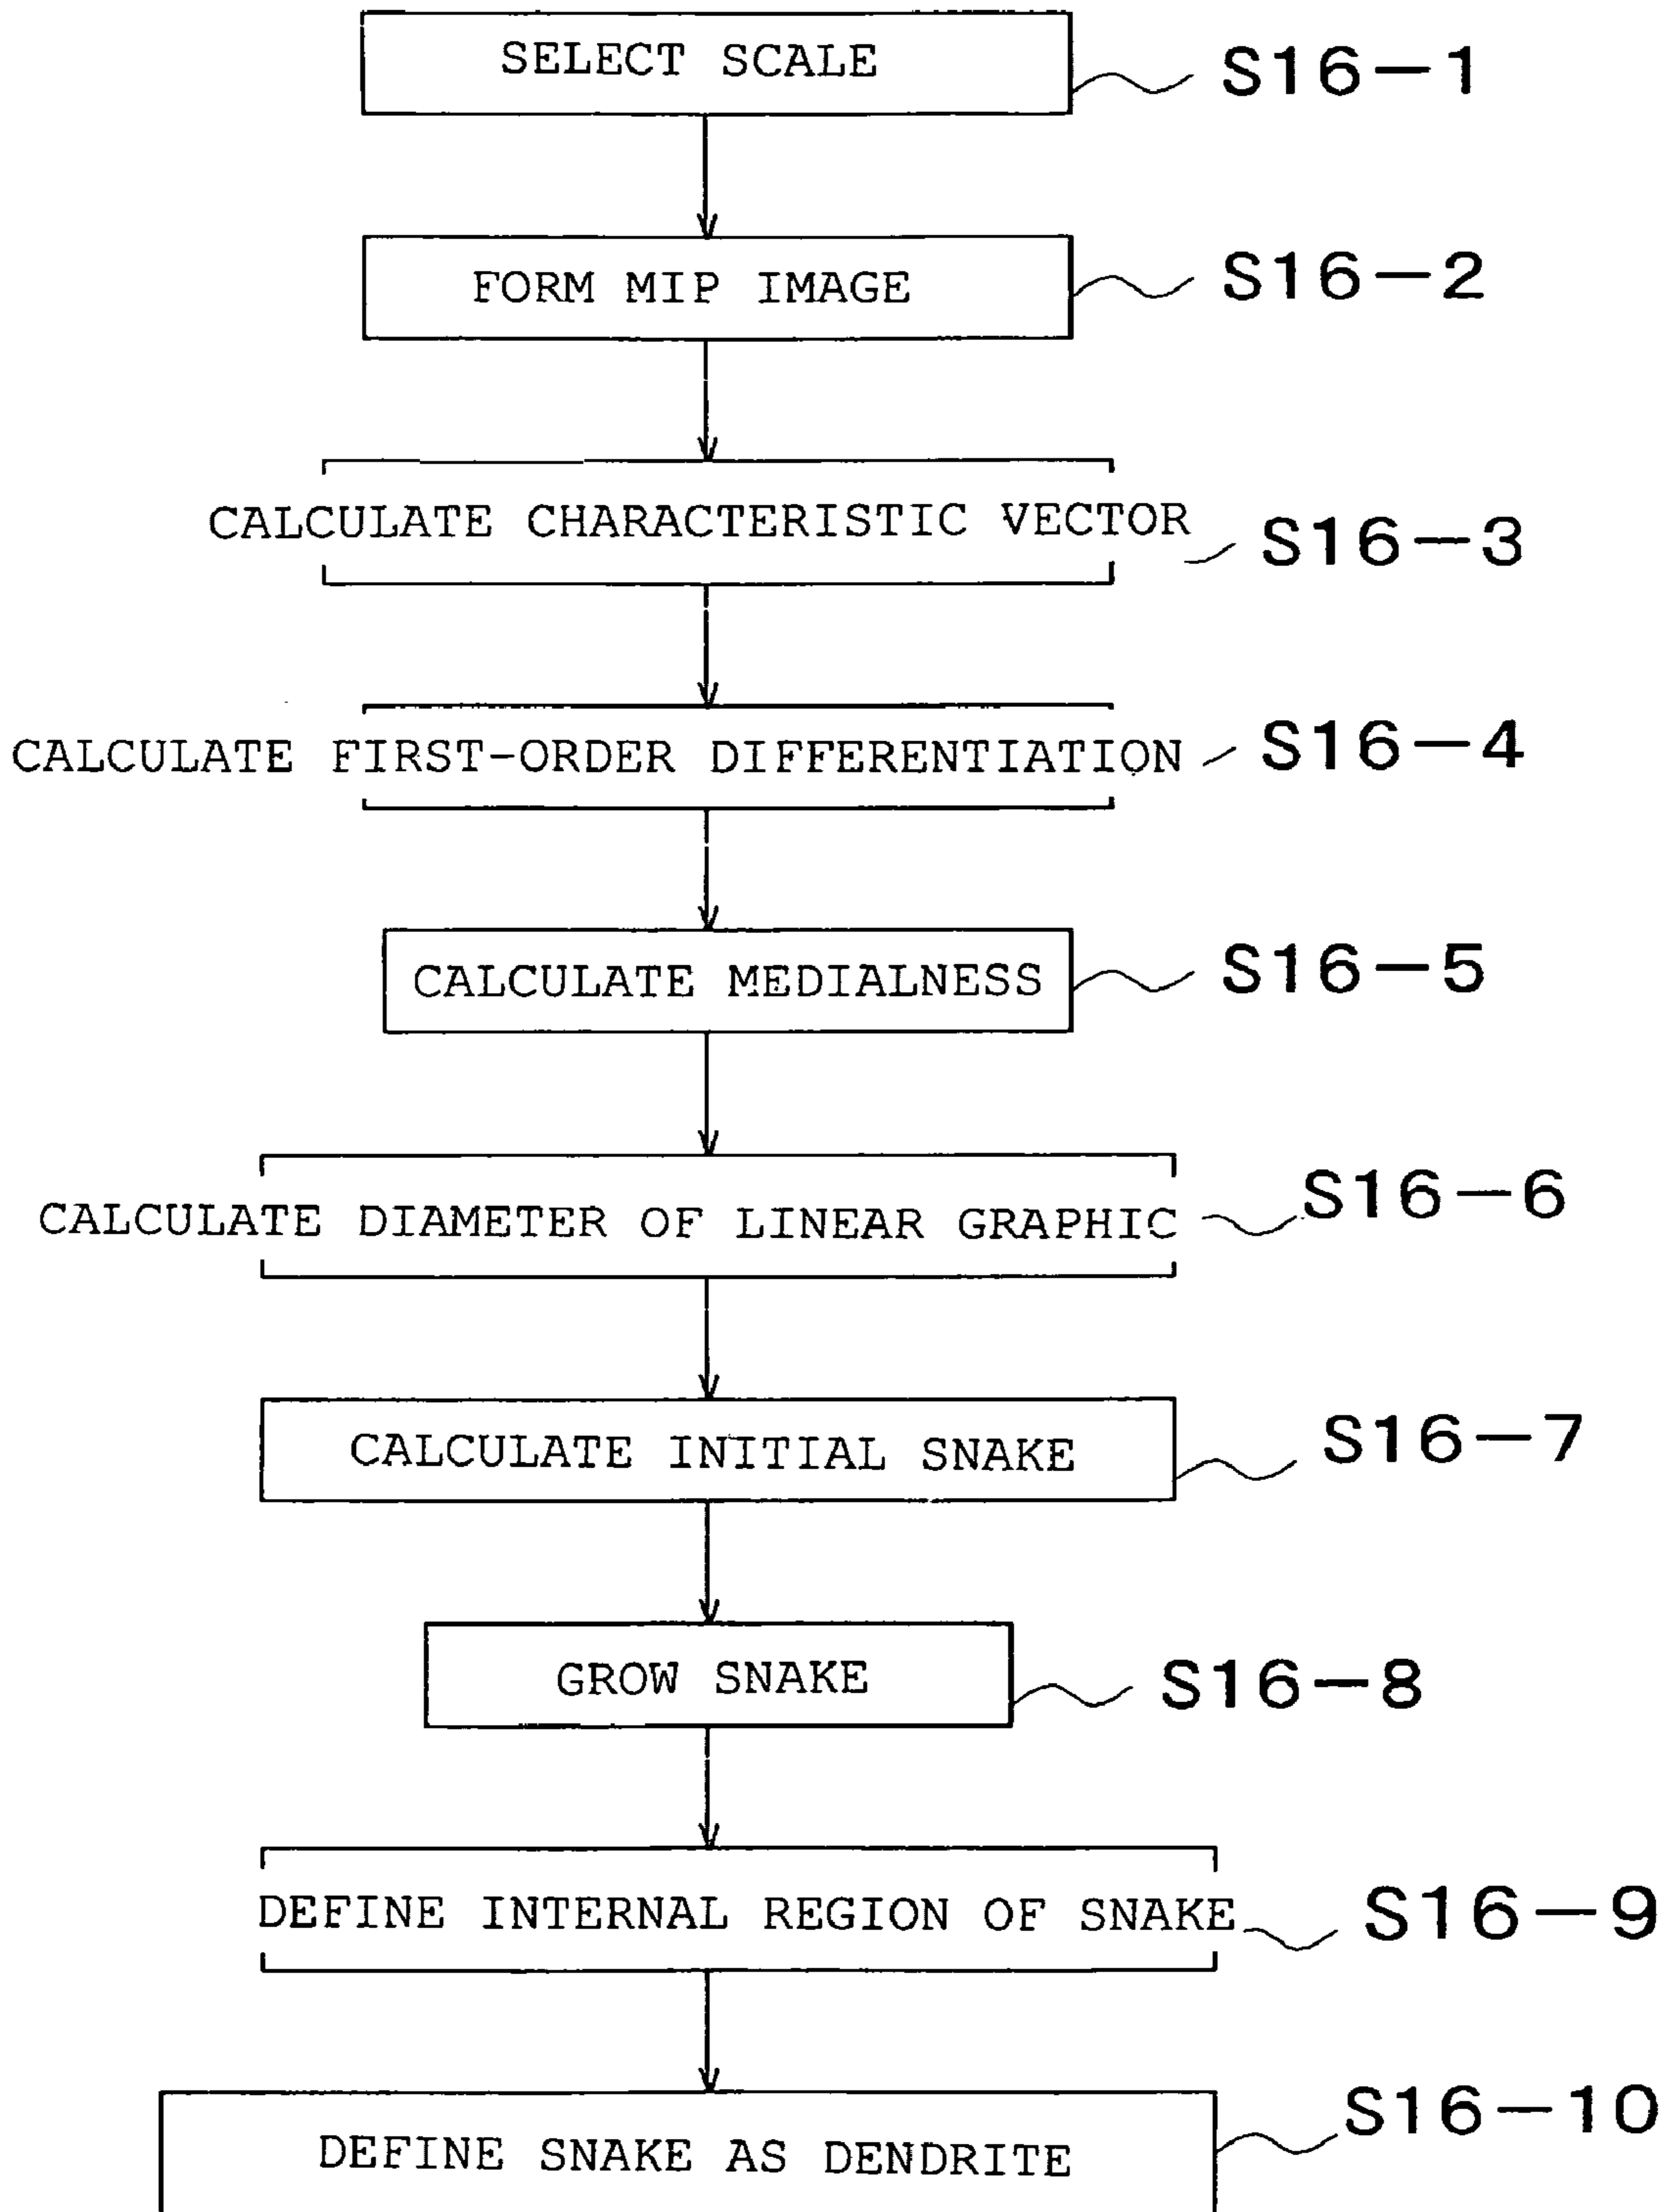 SELECT SCALE S16-1
FORM MIP IMAGE S16-2
CALCULATE CHARACTERISTIC VECTOR S16-3
CALCULATE FIRST-ORDER DIFFERENTIATION S16-4
CALCULATE MEDIALNESS S16-5
CALCULATE DIAMETER OF LINEAR GRAPHIC S16-6
CALCULATE INITIAL SNAKE S16-7
GROW SNAKE S16-8
DEFINE INTERNAL REGION OF SNAKE S16-9
DEFINE SNAKE AS DENDRITE S16-10